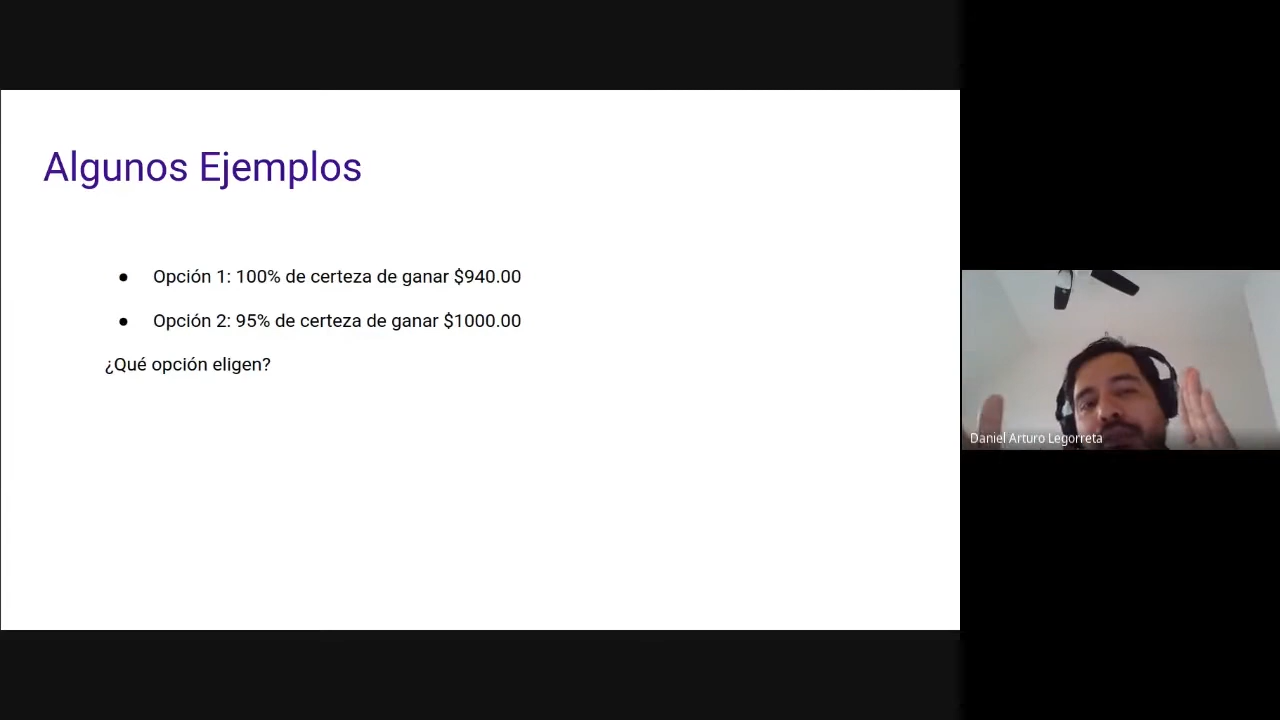 Algunos Ejemplos
● Opción 1: 100% de certeza de ganar $940.00
● Opción 2: 95% de certeza de ganar $1000.00
¿Qué opción eligen?
Daniel Arturo Legorreta